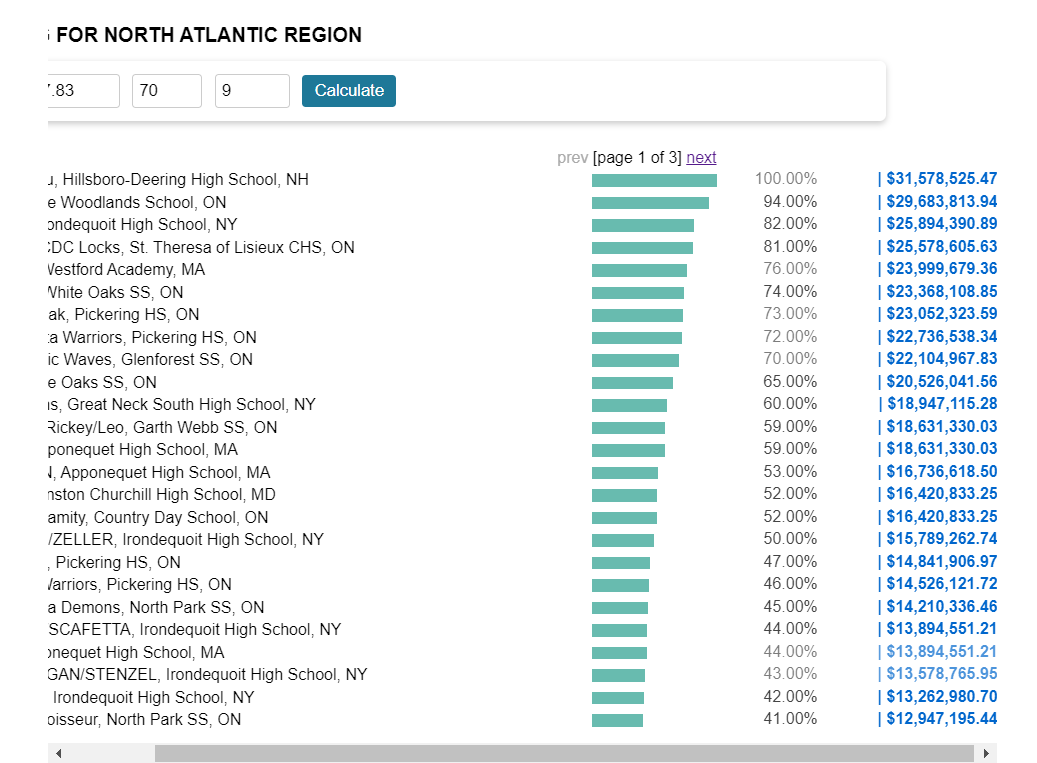 FOR NORTH ATLANTIC REGION
7.83 70 9 Calculate
prev [page 1 of 3] next
, Hillsboro-Deering High School, NH 100.00% | $31,578,525.47
e Woodlands School, ON 94.00% | $29,683,813.94
ondequoit High School, NY 82.00% | $25,894,390.89
CDC Locks, St. Theresa of Lisieux CHS, ON 81.00% | $25,578,605.63
Westford Academy, MA 76.00% | $23,999,679.36
White Oaks SS, ON 74.00% | $23,368,108.85
ak, Pickering HS, ON 73.00% | $23,052,323.59
a Warriors, Pickering HS, ON 72.00% | $22,736,538.34
ic Waves, Glenforest SS, ON 70.00% | $22,104,967.83
e Oaks SS, ON 65.00% | $20,526,041.56
s, Great Neck South High School, NY 60.00% | $18,947,115.28
Rickey/Leo, Garth Webb SS, ON 59.00% | $18,631,330.03
ponequet High School, MA 59.00% | $18,631,330.03
, Apponequet High School, MA 53.00% | $16,736,618.50
nston Churchill High School, MD 52.00% | $16,420,833.25
amity, Country Day School, ON 52.00% | $16,420,833.25
/ZELLER, Irondequoit High School, NY 50.00% | $15,789,262.74
, Pickering HS, ON 47.00% | $14,841,906.97
Warriors, Pickering HS, ON 46.00% | $14,526,121.72
a Demons, North Park SS, ON 45.00% | $14,210,336.46
SCAFETTA, Irondequoit High School, NY 44.00% | $13,894,551.21
onequet High School, MA 44.00% | $13,894,551.21
GAN/STENZEL, Irondequoit High School, NY 43.00% | $13,578,765.95
Irondequoit High School, NY 42.00% | $13,262,980.70
oisseur, North Park SS, ON 41.00% | $12,947,195.44